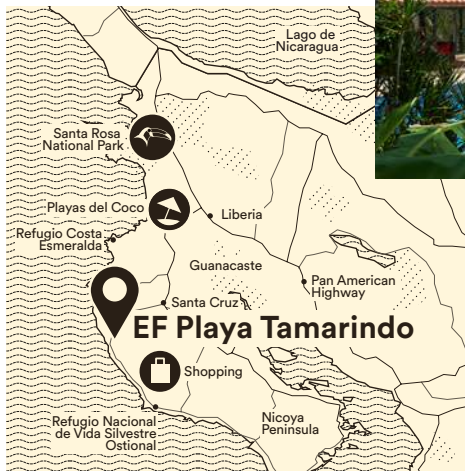 Lago de
Nicaragua
Santa Rosa
National Park
Playas del Coco
Liberia
Refugio Costa
Esmeralda
Guanacaste
Pan American
Highway
Santa Cruz
EF Playa Tamarindo
Shopping
Refugio Nacional
de Vida Silvestre
Ostional
Nicoya
Peninsula